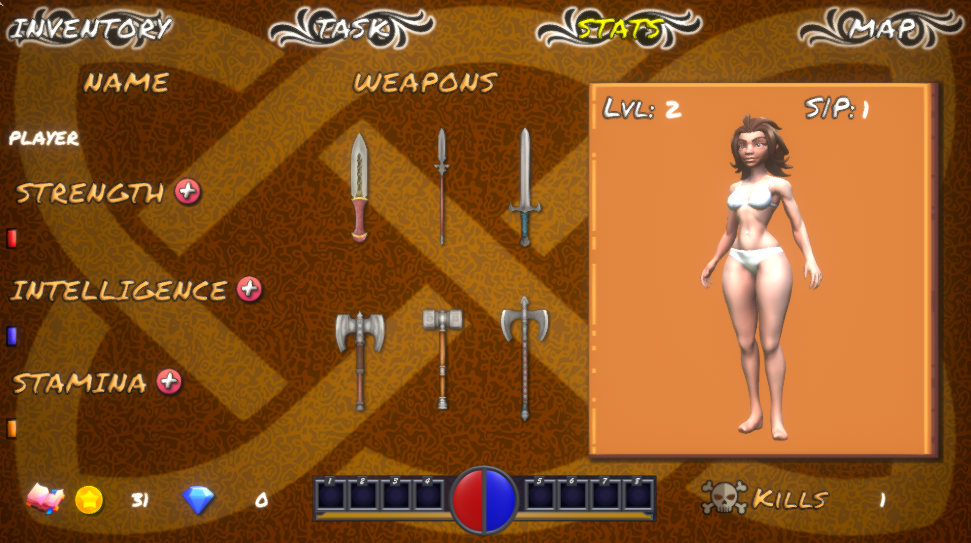 INVENTORY TASK STATS MAP
NAME WEAPONS
LVL: 2 S/P: 1
PLAYER
STRENGTH
INTELLIGENCE
STAMINA
1 2 3 4 5 6 7 8
31 0 KILLS 1